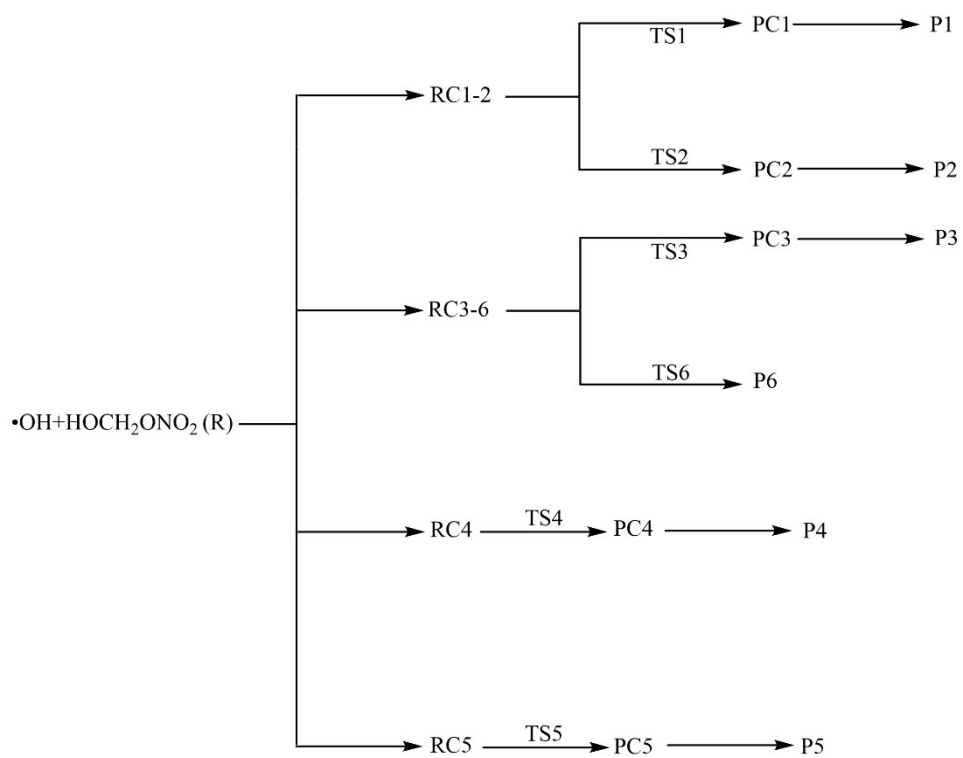 TS1 PC1 P1
RC1-2
TS2 PC2 P2
TS3 PC3 P3
RC3-6
TS6 P6
•OH+HOCH₂ONO₂ (R)
RC4 TS4 PC4 P4
RC5 TS5 PC5 P5